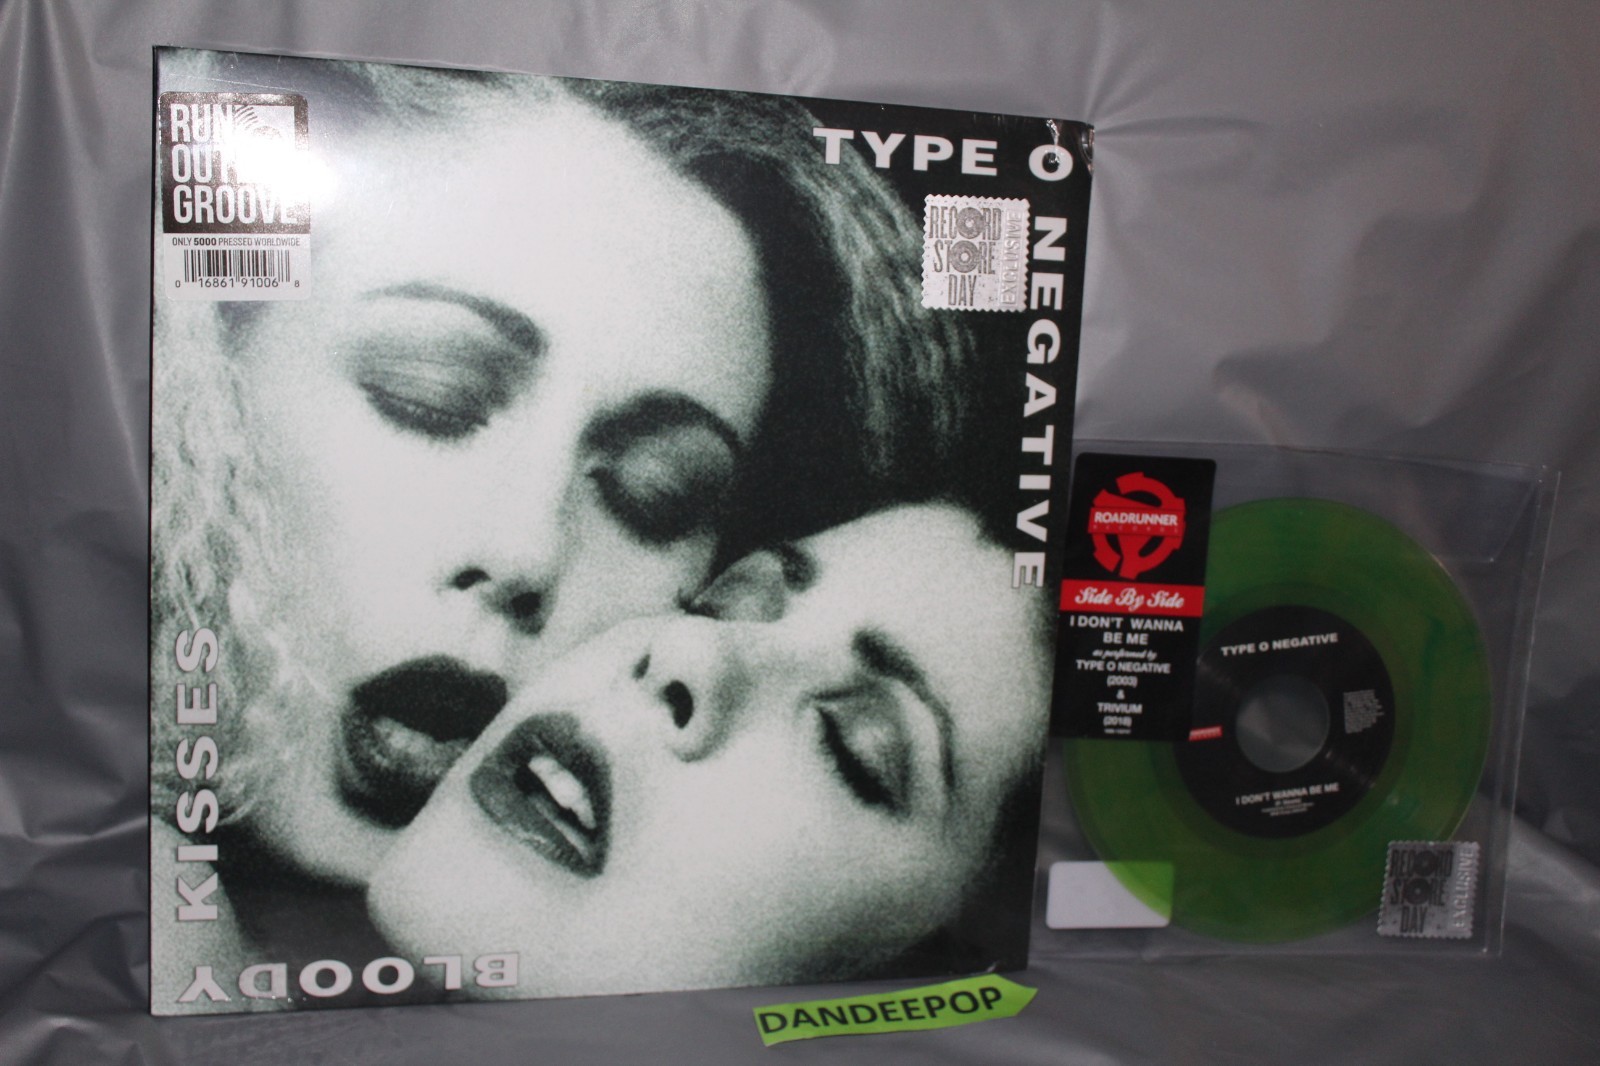 RUN
OUT
GROOVE
ONLY 5000 PRESSED WORLDWIDE
0 16861 91006 8
TYPE O NEGATIVE
RECORD
STORE
DAY
EXCLUSIVE
BLOODY
KISSES
ROADRUNNER
RECORDS
Side By Side
I DON'T WANNA
BE ME
as performed by
TYPE O NEGATIVE
(2003)
&
TRIVIUM
(2018)
TYPE O NEGATIVE
I DON'T WANNA BE ME
RECORD
STORE
DAY
EXCLUSIVE
DANDEEPOP